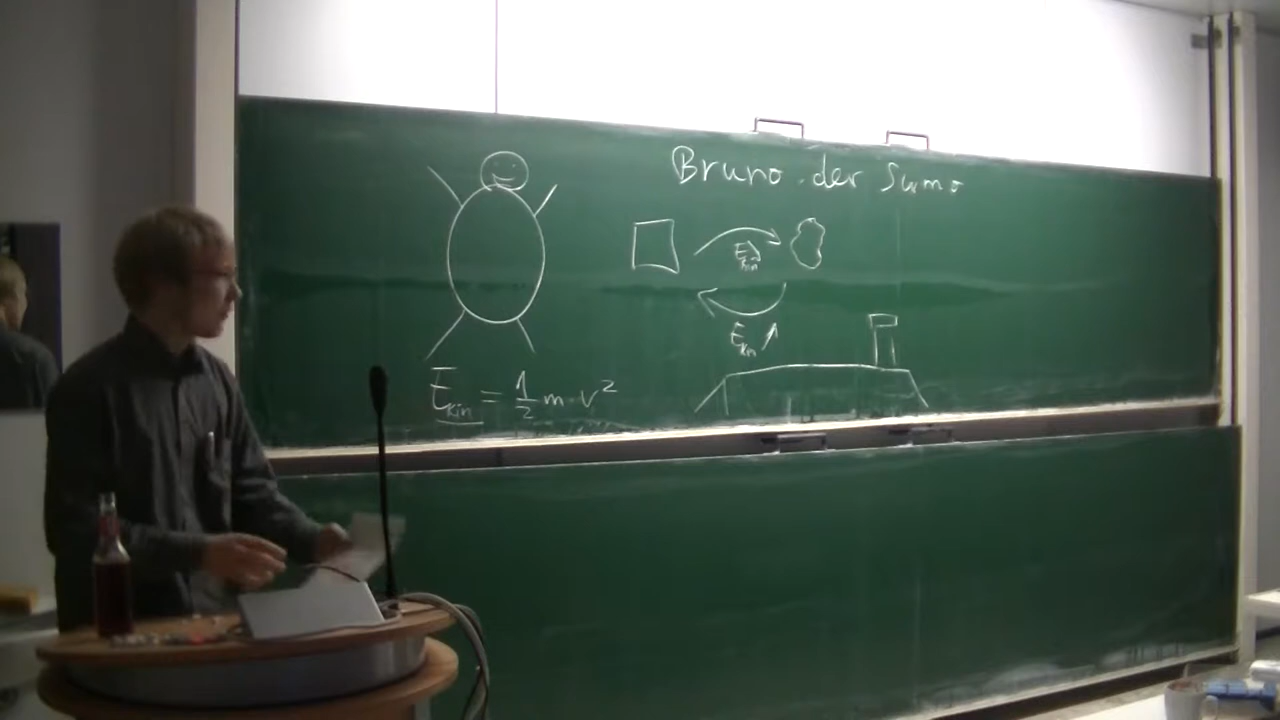 Bruno der Sumo
Ekin
Ekin
Ekin = 1/2 m · v²